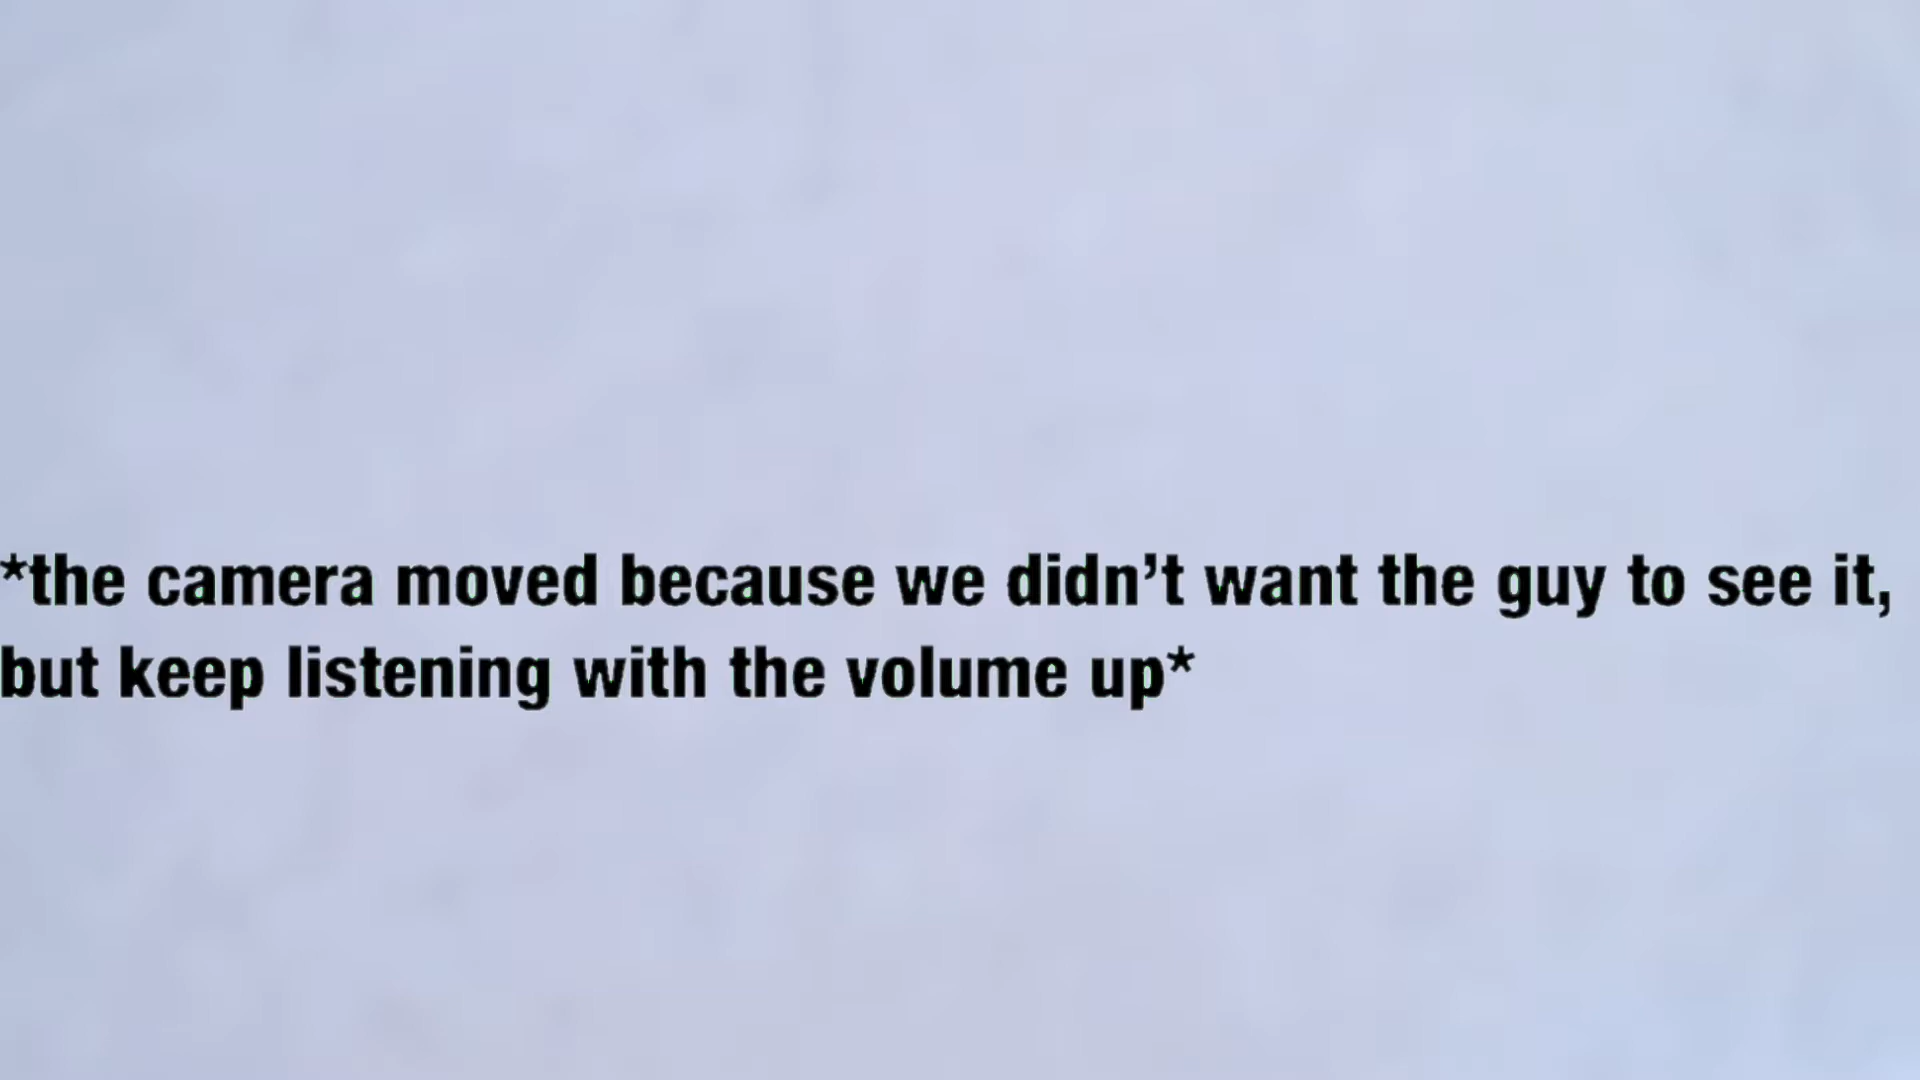 *the camera moved because we didn’t want the guy to see it,
but keep listening with the volume up*